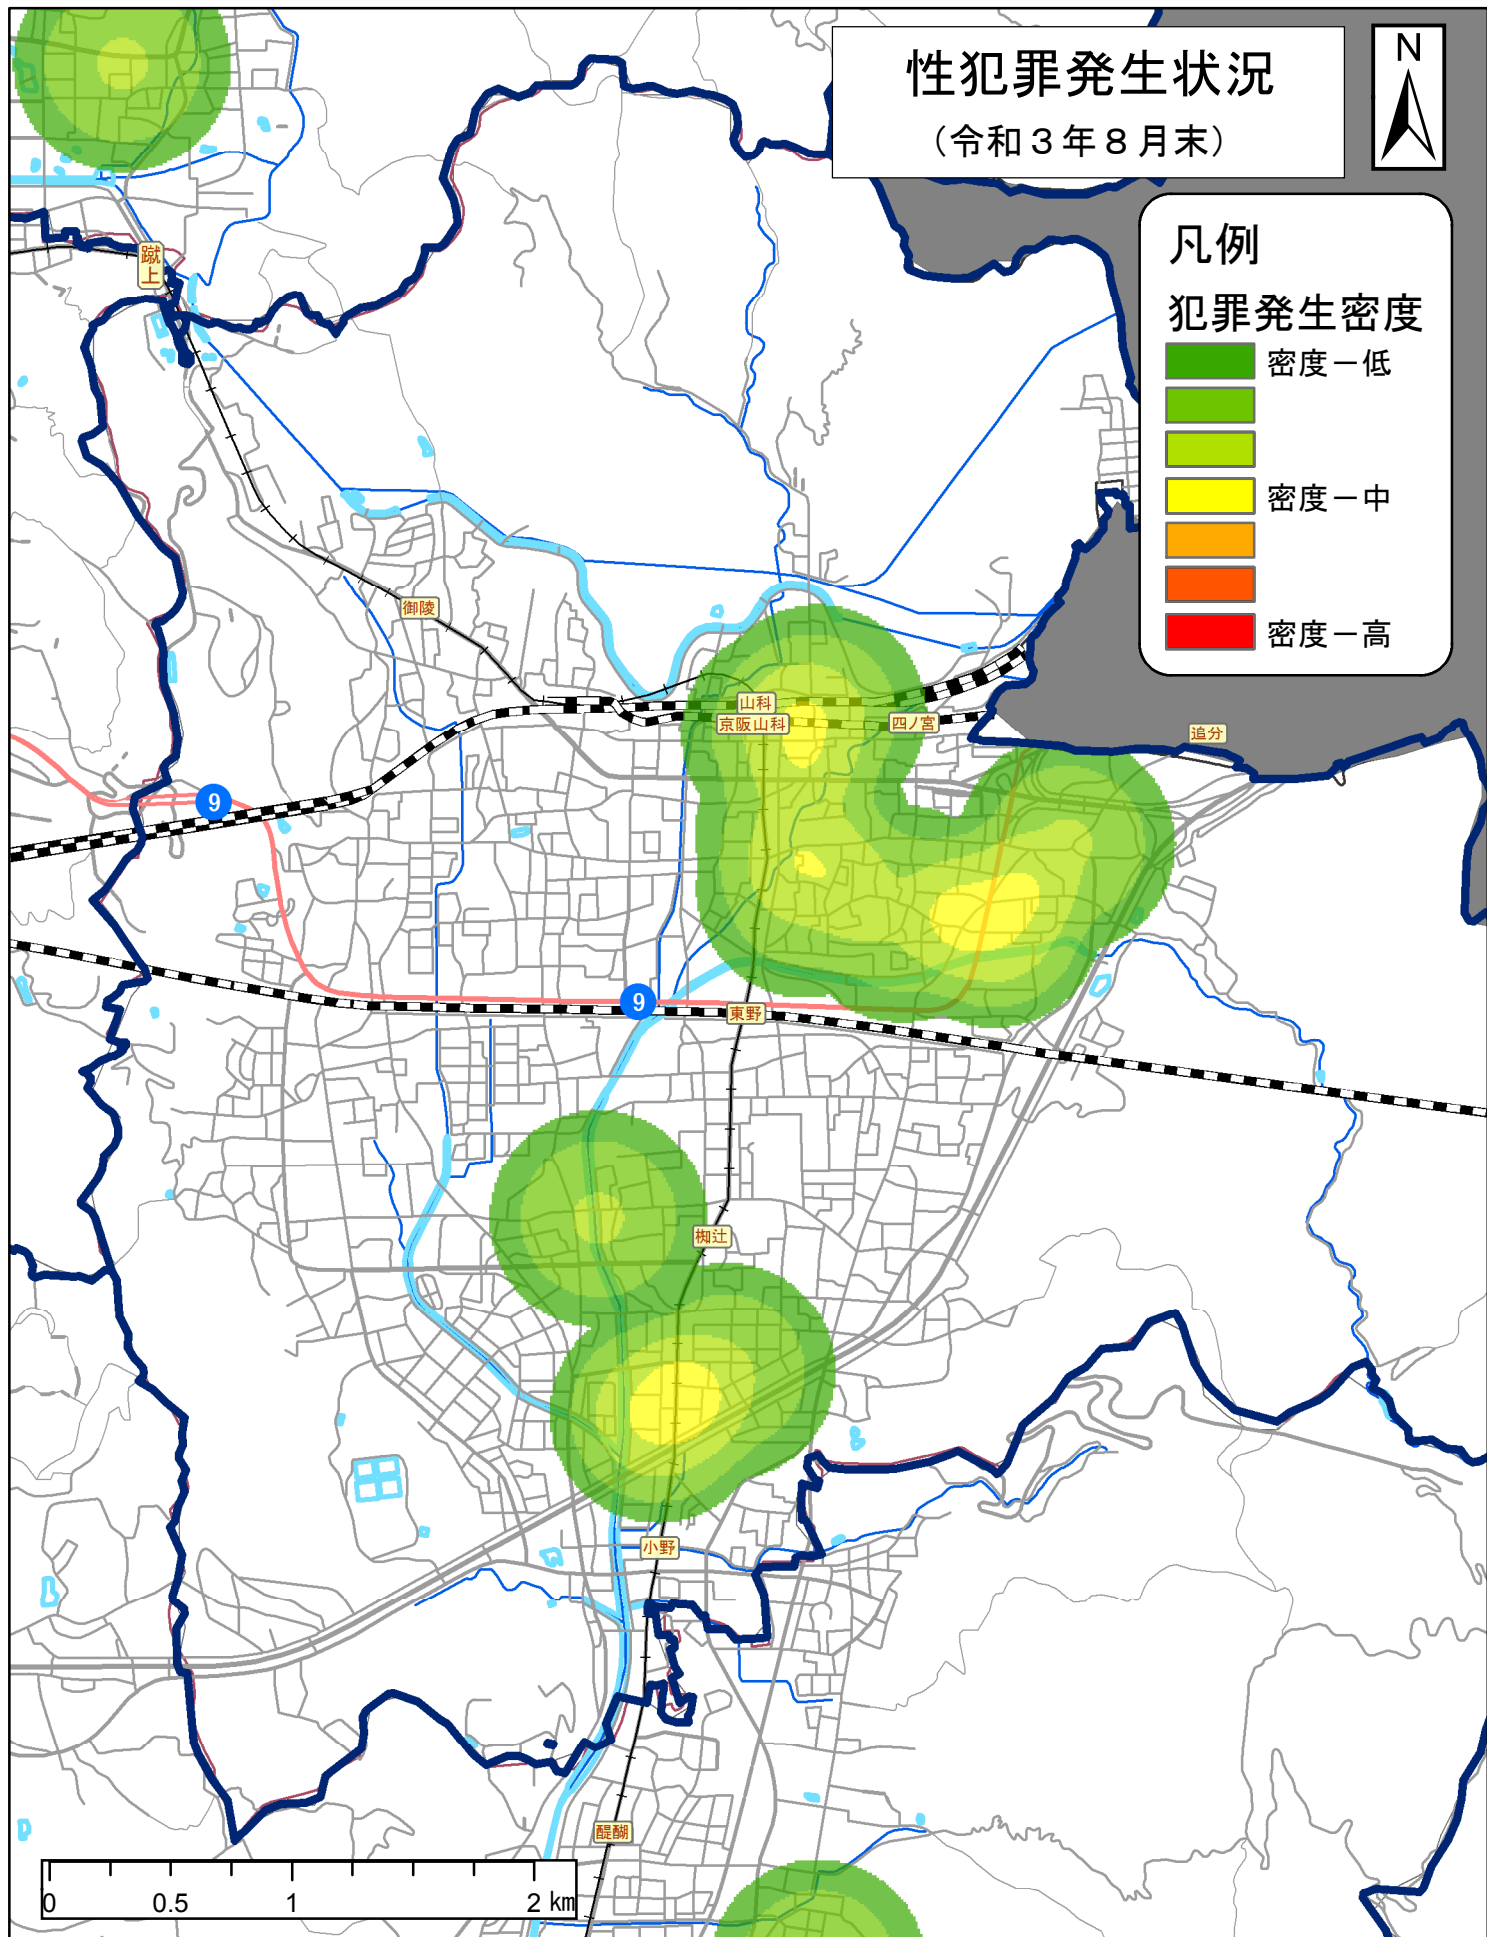 性犯罪発生状況
（令和３年８月末）
N
凡例
犯罪発生密度
密度－低
密度－中
密度－高
蹴上
御陵
山科
京阪山科
四ノ宮
追分
9
9
東野
椥辻
小野
醍醐
0 0.5 1 2 km